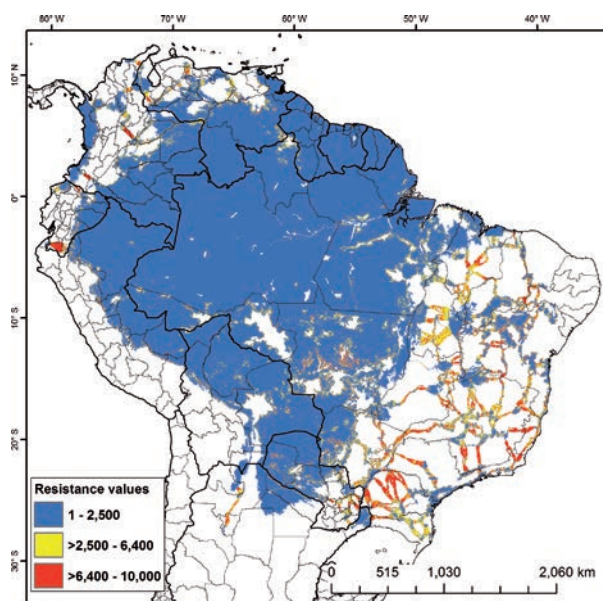 80°W 70°W 60°W 50°W 40°W
10°N
0°
10°S
20°S
30°S
Resistance values
1 - 2,500
>2,500 - 6,400
>6,400 - 10,000
0 515 1,030 2,060 km